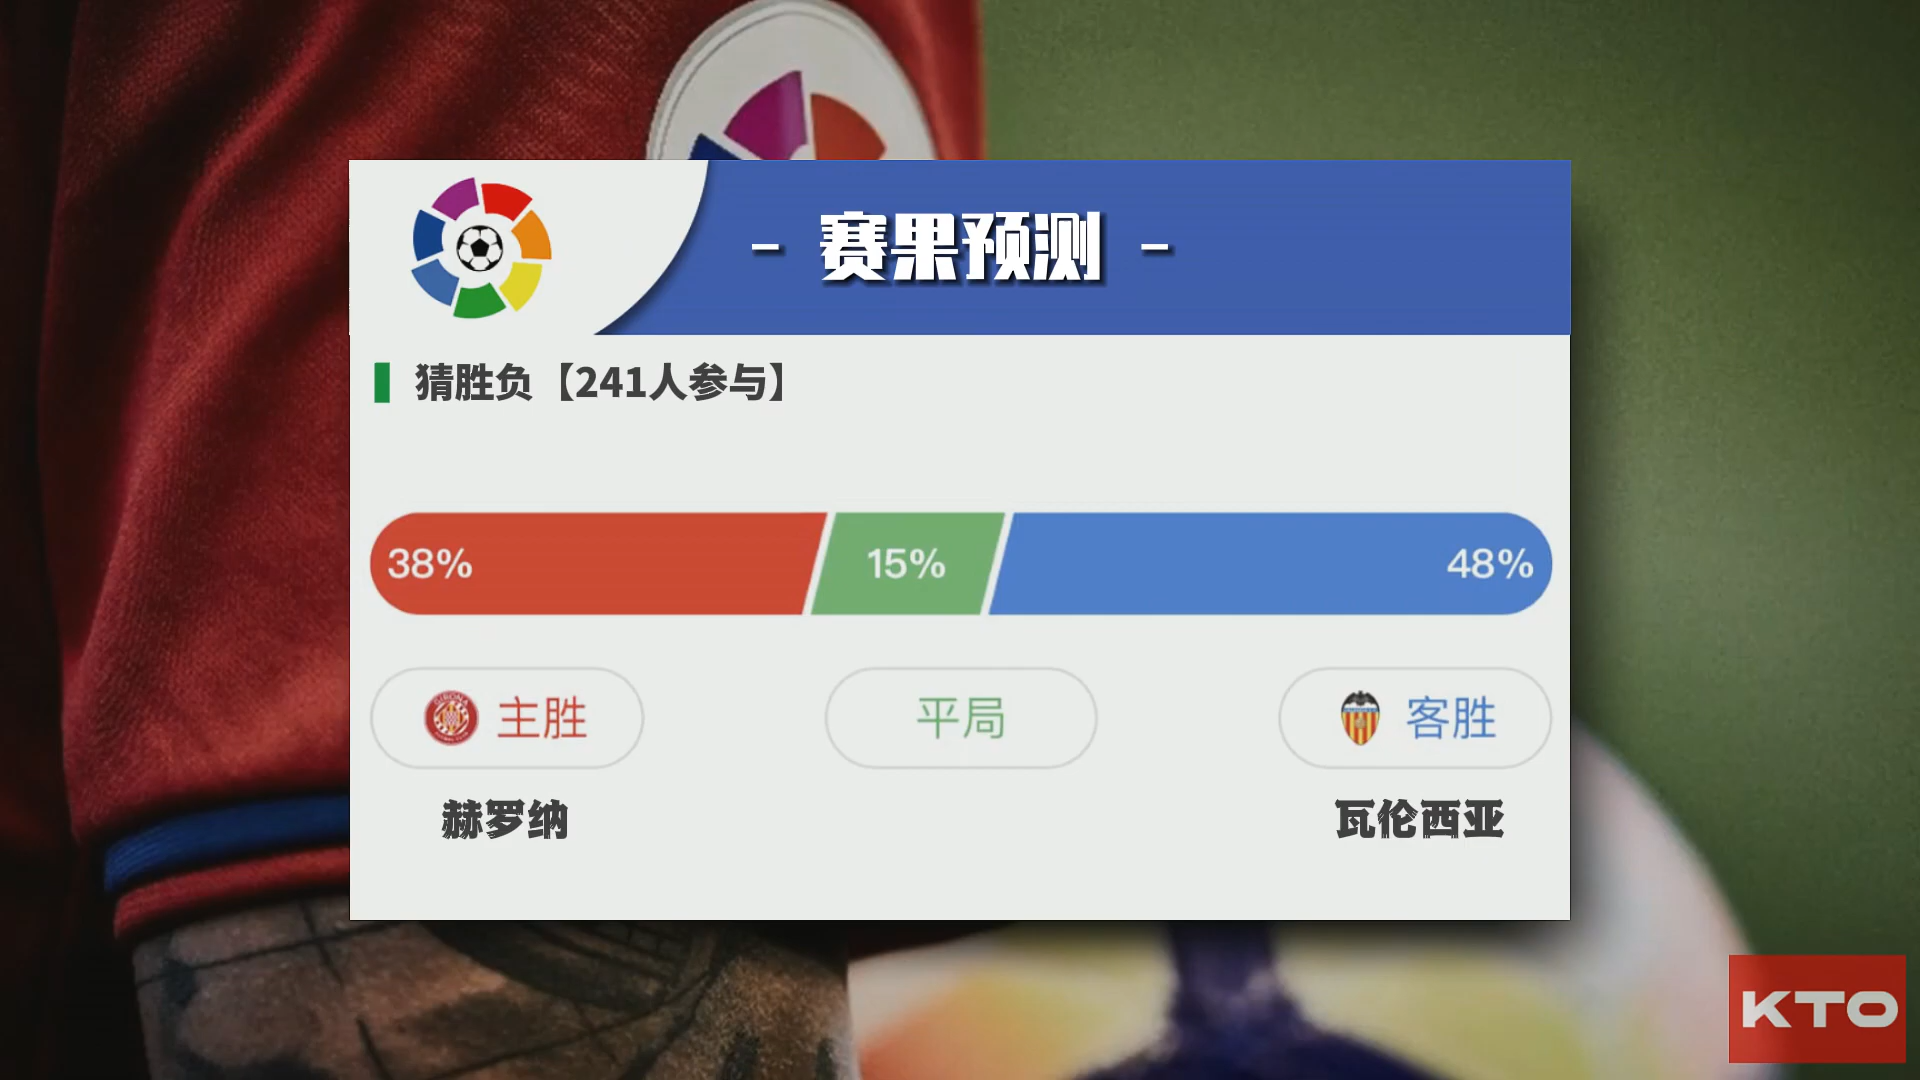 - 赛果预测 -
猜胜负【241人参与】
38% 15% 48%
主胜 平局 客胜
赫罗纳 瓦伦西亚
KTO